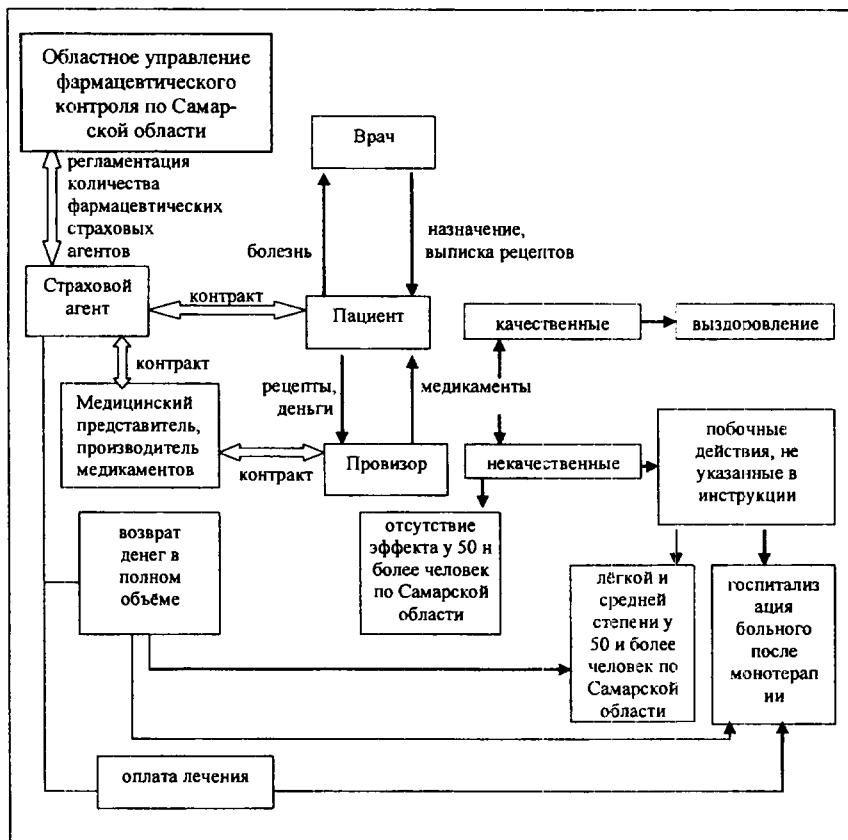 Областное управление
фармацевтического
контроля по Самар-
ской области
регламентация
количества
фармацевтических
страховых
агентов
Врач
болезнь
назначение,
выписка рецептов
Страховой
агент
контракт
Пациент
качественные
выздоровление
контракт
рецепты,
деньги
медикаменты
Медицинский
представитель,
производитель
медикаментов
контракт
Провизор
некачественные
побочные
действия, не
указанные в
инструкции
возврат
денег в
полном
объёме
отсутствие
эффекта у 50 н
более человек
по Самарской
области
лёгкой и
средней
степени у
50 и более
человек по
Самарской
области
госпитализ
ация
больного
после
монотерап
ии
оплата лечения